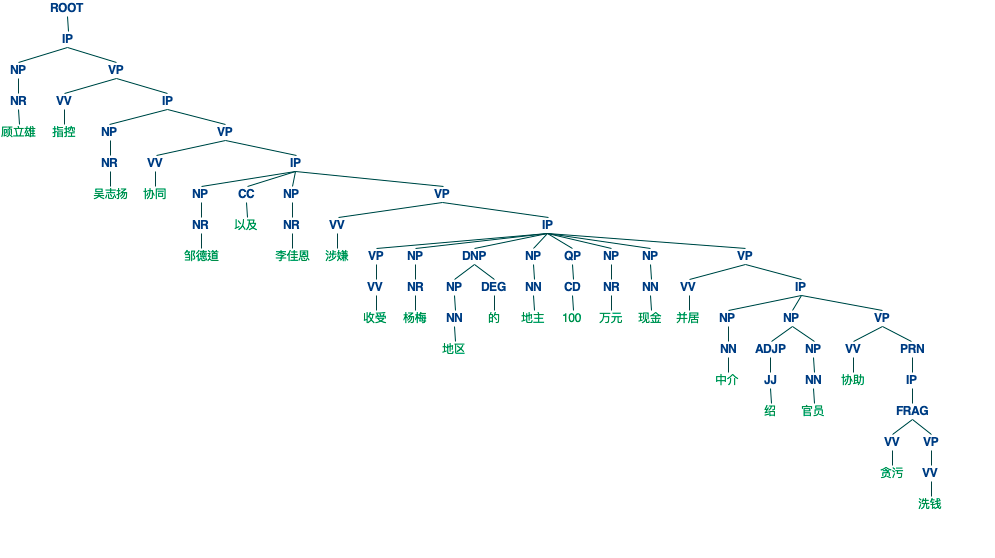 ROOT
IP
NP VP
NR VV IP
顾立雄 指控 NP VP
NR VV IP
吴志扬 协同 NP CC NP VP
NR 以及 NR VV IP
邹德道 李佳恩 涉嫌 VP NP DNP NP QP NP NP VP
VV NR NP DEG NN CD NR NN VV IP
收受 杨梅 NN 的 地主 100 万元 现金 并居 NP NP VP
地区 NN ADJP NP VV PRN
中介 JJ NN 协助 IP
绍 官员 FRAG
VV VP
贪污 VV
洗钱